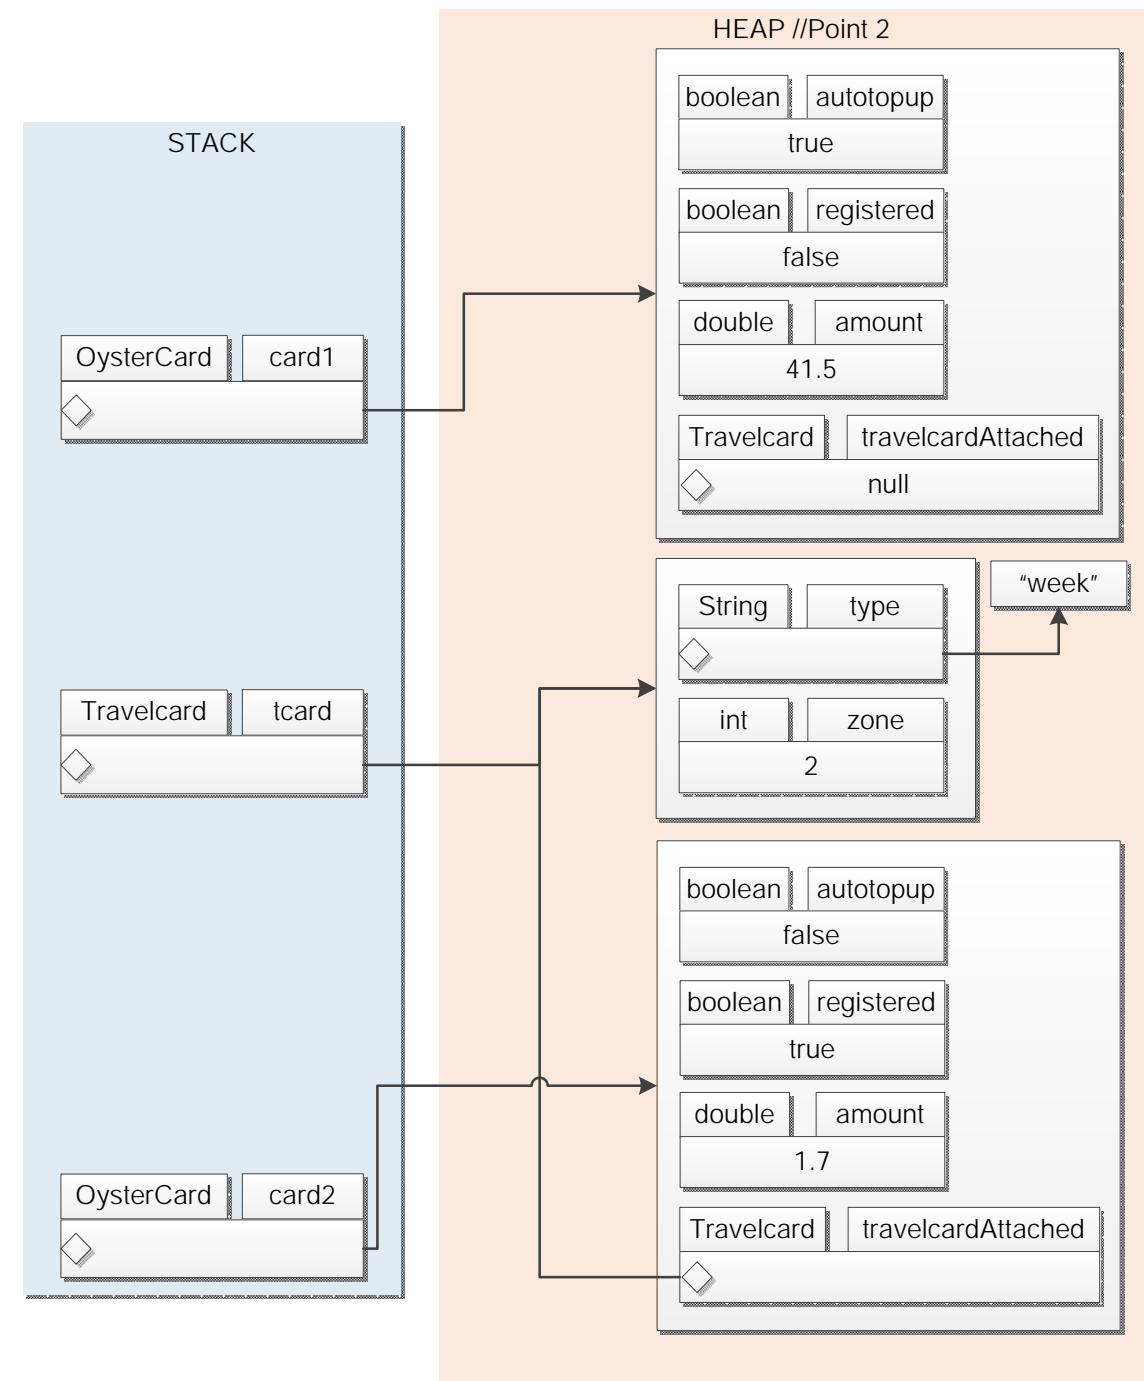 HEAP //Point 2
STACK
boolean autotopup
true
boolean registered
false
double amount
41.5
Travelcard travelcardAttached
null
OysterCard card1
String type
"week"
int zone
2
Travelcard tcard
boolean autotopup
false
boolean registered
true
double amount
1.7
Travelcard travelcardAttached
OysterCard card2